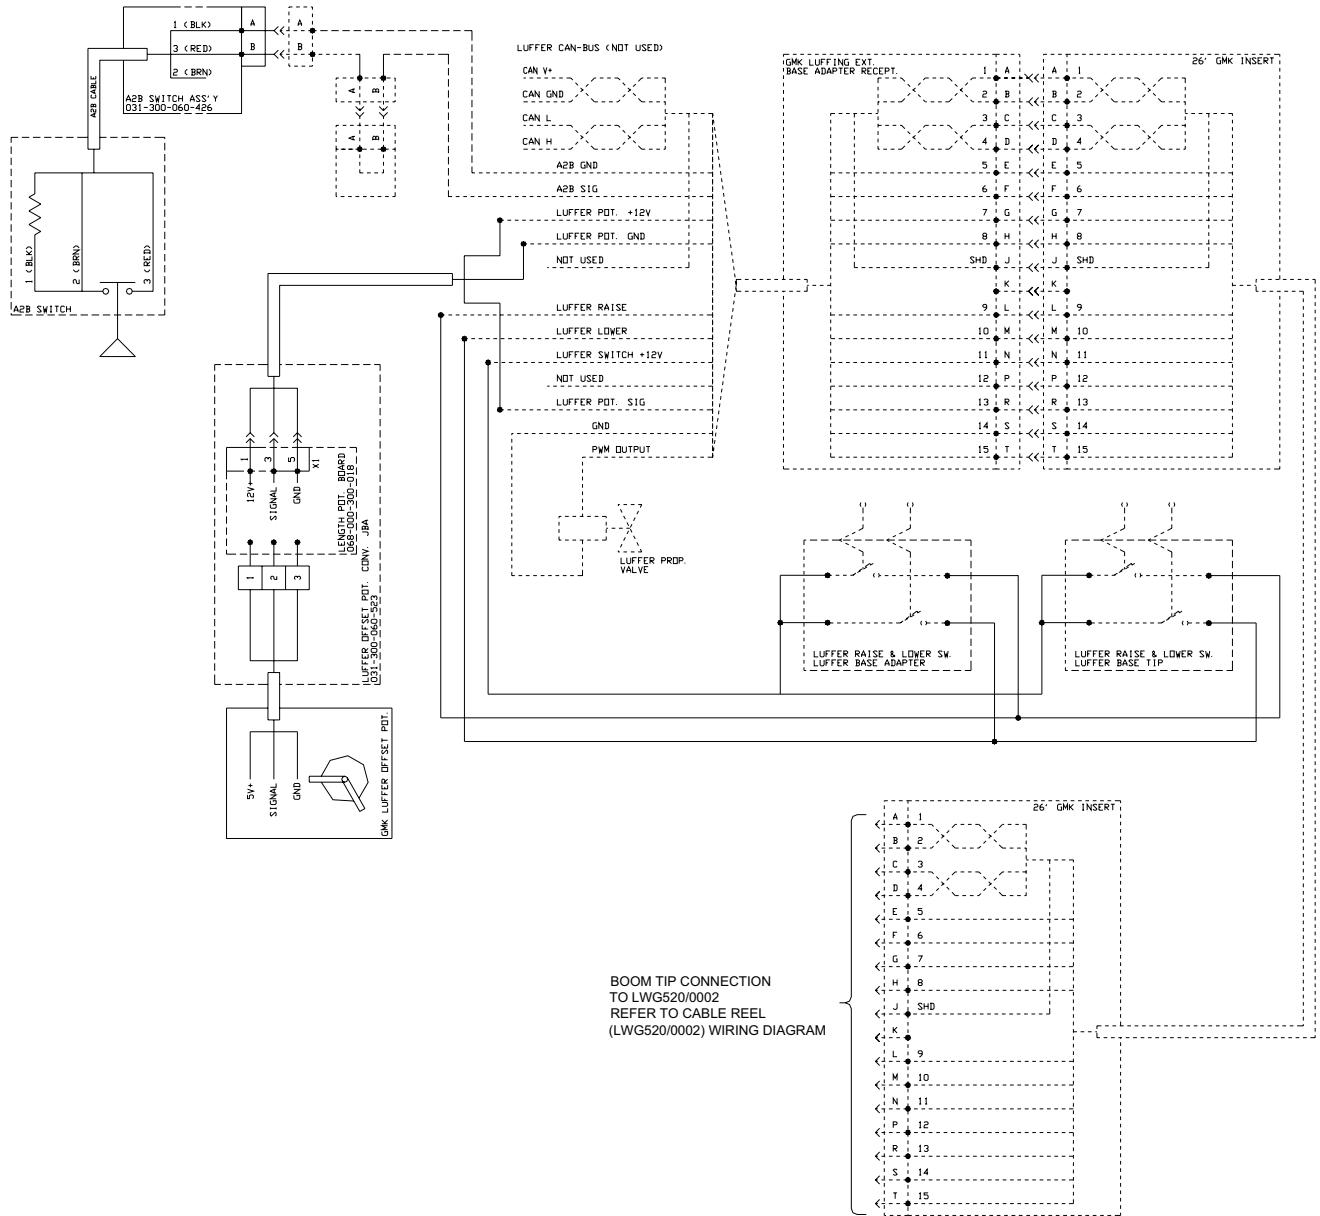 1 (BLK)
3 (RED)
2 (BRN)
A
B
A
B
A2B SWITCH ASS'Y
031-300-060-426
A2B CABLE
1 (BLK)
2 (BRN)
3 (RED)
A2B SWITCH
A
B
A
B
LUFFER CAN-BUS (NOT USED)
CAN V+
CAN GND
CAN L
CAN H
A2B GND
A2B SIG
LUFFER POT. +12V
LUFFER POT. GND
NOT USED
LUFFER RAISE
LUFFER LOWER
LUFFER SWITCH +12V
NOT USED
LUFFER POT. SIG
GND
PWM OUTPUT
LUFFER PROP.
VALVE
GMK LUFFING EXT.
BASE ADAPTER RECEPT.
26' GMK INSERT
1 A A 1
2 B B 2
3 C C 3
4 D D 4
5 E E 5
6 F F 6
7 G G 7
8 H H 8
SHD J J SHD
K K
9 L L 9
10 M M 10
11 N N 11
12 P P 12
13 R R 13
14 S S 14
15 T T 15
1
3
5
X1
12V+
SIGNAL
GND
LENGTH POT. BOARD
068-000-300-018
1
2
3
LUFFER OFFSET POT. CONV. JBA
031-300-060-523
5V+
SIGNAL
GND
GMK LUFFER OFFSET POT.
LUFFER RAISE & LOWER SW.
LUFFER BASE ADAPTER
LUFFER RAISE & LOWER SW.
LUFFER BASE TIP
26' GMK INSERT
A 1
B 2
C 3
D 4
E 5
F 6
G 7
H 8
J SHD
K
L 9
M 10
N 11
P 12
R 13
S 14
T 15
BOOM TIP CONNECTION
TO LWG520/0002
REFER TO CABLE REEL
(LWG520/0002) WIRING DIAGRAM